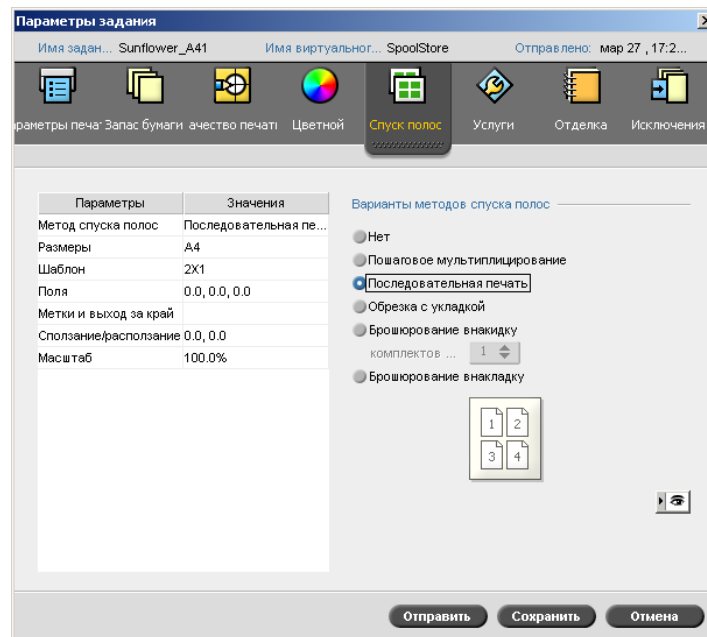 Параметры задания
Имя задан... Sunflower_A41 Имя виртуальног... SpoolStore Отправлено: мар 27 , 17:2...
раметры печа Запас бумаги ачество печати Цветной Спуск полос Услуги Отделка Исключения
Параметры Значения
Варианты методов спуска полос
Метод спуска полос Последовательная пе...
Размеры A4
Шаблон 2X1
Поля 0.0, 0.0, 0.0
Метки и выход за край
Сползание/расползание 0.0, 0.0
Масштаб 100.0%
Нет
Пошаговое мультиплицирование
Последовательная печать
Обрезка с укладкой
Брошюрование внакидку
комплектов ... 1
Брошюрование внакладку
1 2
3 4
Отправить Сохранить Отмена